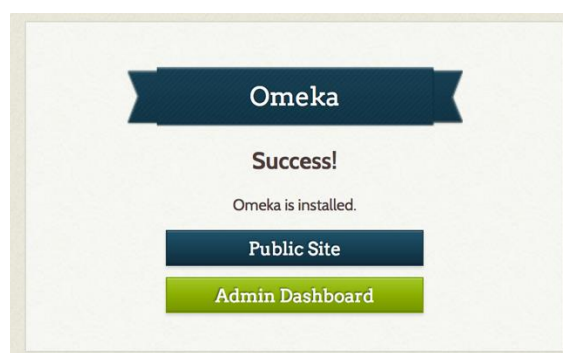 Omeka
Success!
Omeka is installed.
Public Site
Admin Dashboard